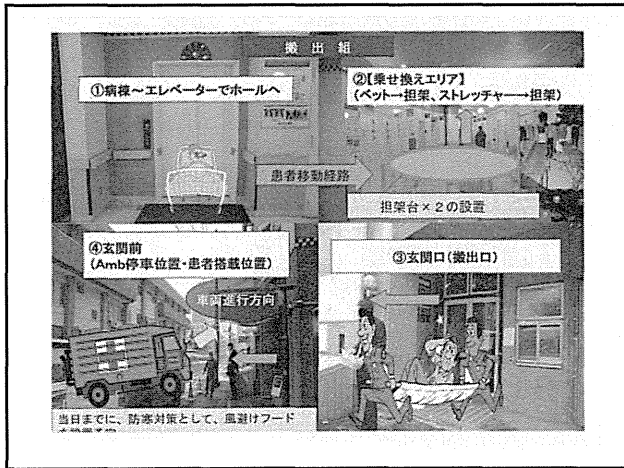 搬出組
①病棟～エレベーターでホールへ
②【乗せ換えエリア】
(ベット→担架、ストレッチャー→担架)
患者移動経路
担架台×2の設置
③玄関口(搬出口)
④玄関前
(Amb停車位置・患者搭載位置)
車両進行方向
当日までに、防寒対策として、風避けフード